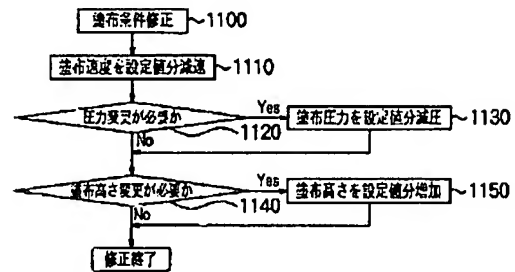 塗布条件修正 1100
塗布速度を設定値分減速 1110
圧力変更が必要か Yes 塗布圧力を設定値分減圧 1130
1120
No
塗布高さ変更が必要か Yes 塗布高さを設定値分増加 1150
1140
No
修正終了